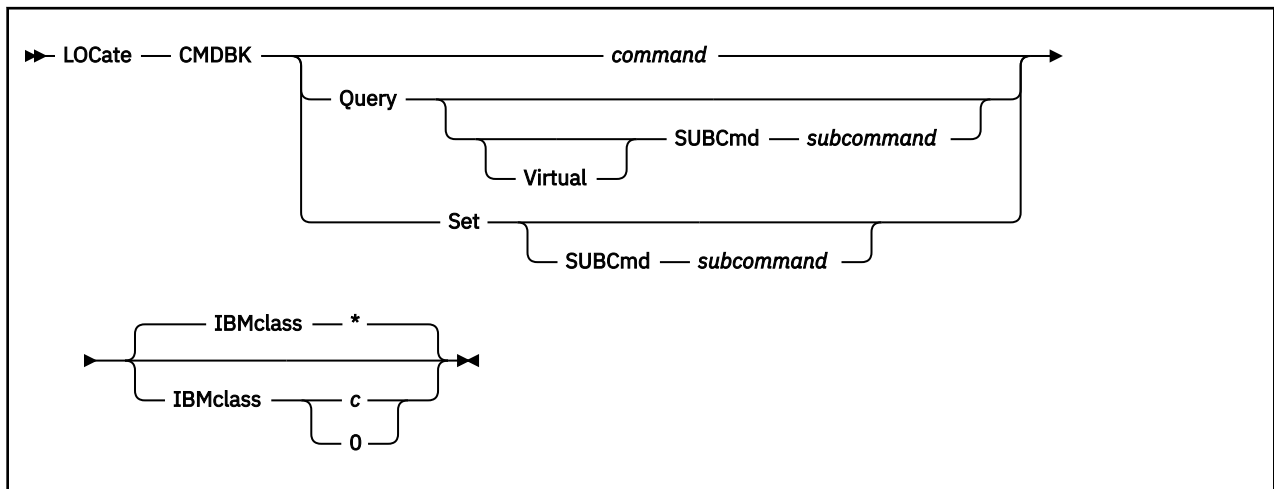 LOCate CMDBK command
Query
SUBCmd subcommand
Virtual
Set
SUBCmd subcommand
IBMclass *
IBMclass c
0